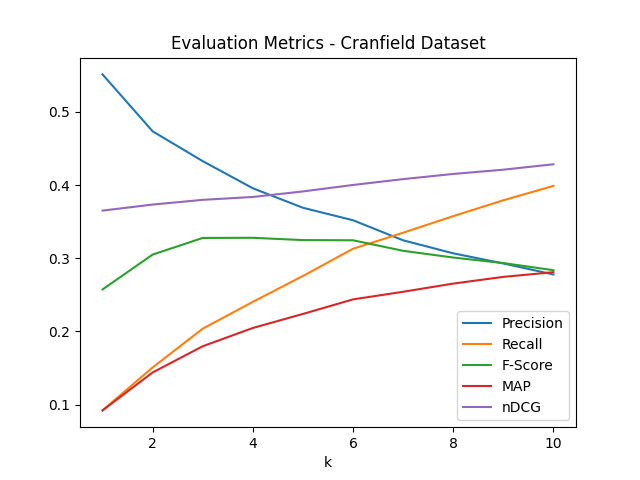 Evaluation Metrics - Cranfield Dataset
0.5
0.4
0.3
0.2
0.1
2
4
6
8
10
k
Precision
Recall
F-Score
MAP
nDCG